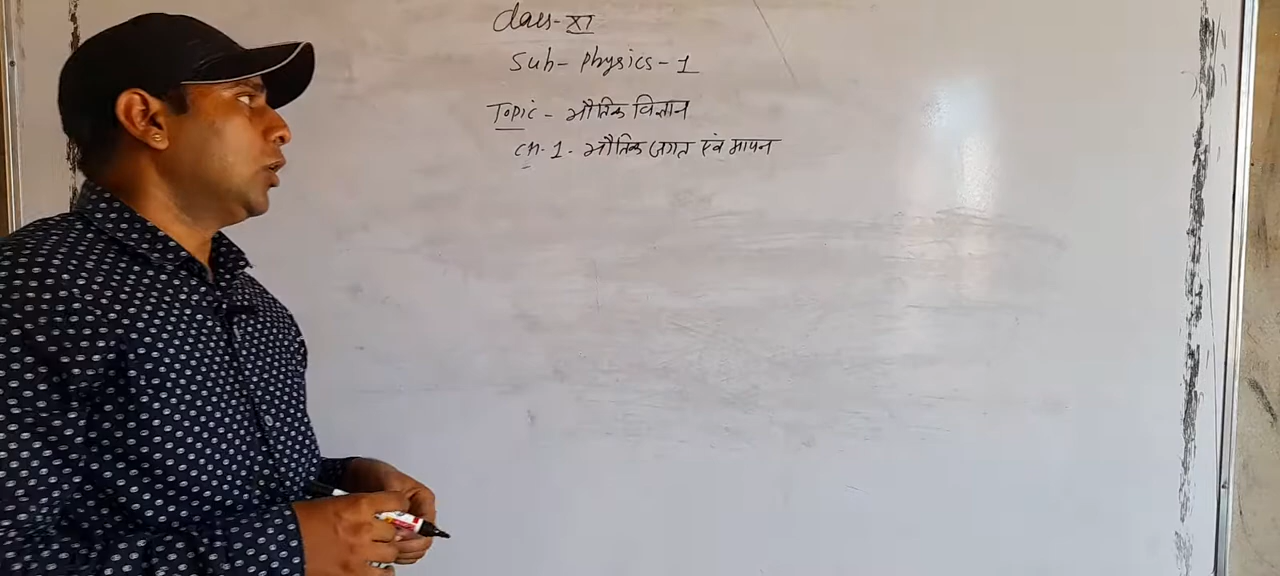 Class-XI
Sub- Physics-1
Topic - भौतिक विज्ञान
Ch. 1. भौतिक जगत एवं मापन